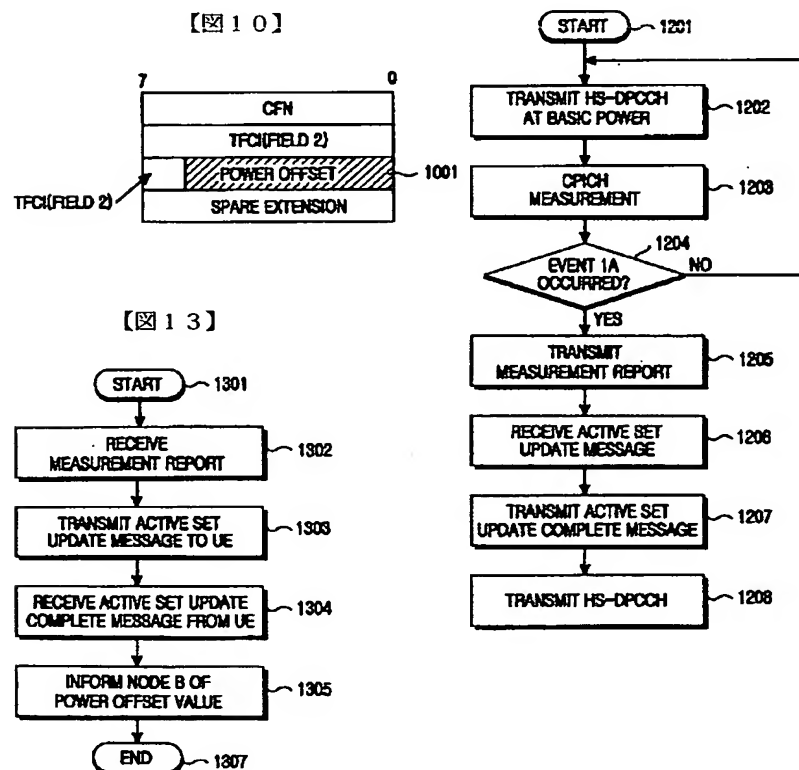 【図１０】
7 0
CFN
TFCI(FIELD 2)
POWER OFFSET
1001
TFCI(FIELD 2)
SPARE EXTENSION
【図１３】
START
1301
RECEIVE
MEASUREMENT REPORT
1302
TRANSMIT ACTIVE SET
UPDATE MESSAGE TO UE
1303
RECEIVE ACTIVE SET UPDATE
COMPLETE MESSAGE FROM UE
1304
INFORM NODE B OF
POWER OFFSET VALUE
1305
END
1307
START
1201
TRANSMIT HS-DPCCH
AT BASIC POWER
1202
CPICH
MEASUREMENT
1203
1204
EVENT 1A
OCCURRED?
NO
YES
TRANSMIT
MEASUREMENT REPORT
1205
RECEIVE ACTIVE SET
UPDATE MESSAGE
1206
TRANSMIT ACTIVE SET
UPDATE COMPLETE MESSAGE
1207
TRANSMIT HS-DPCCH
1208